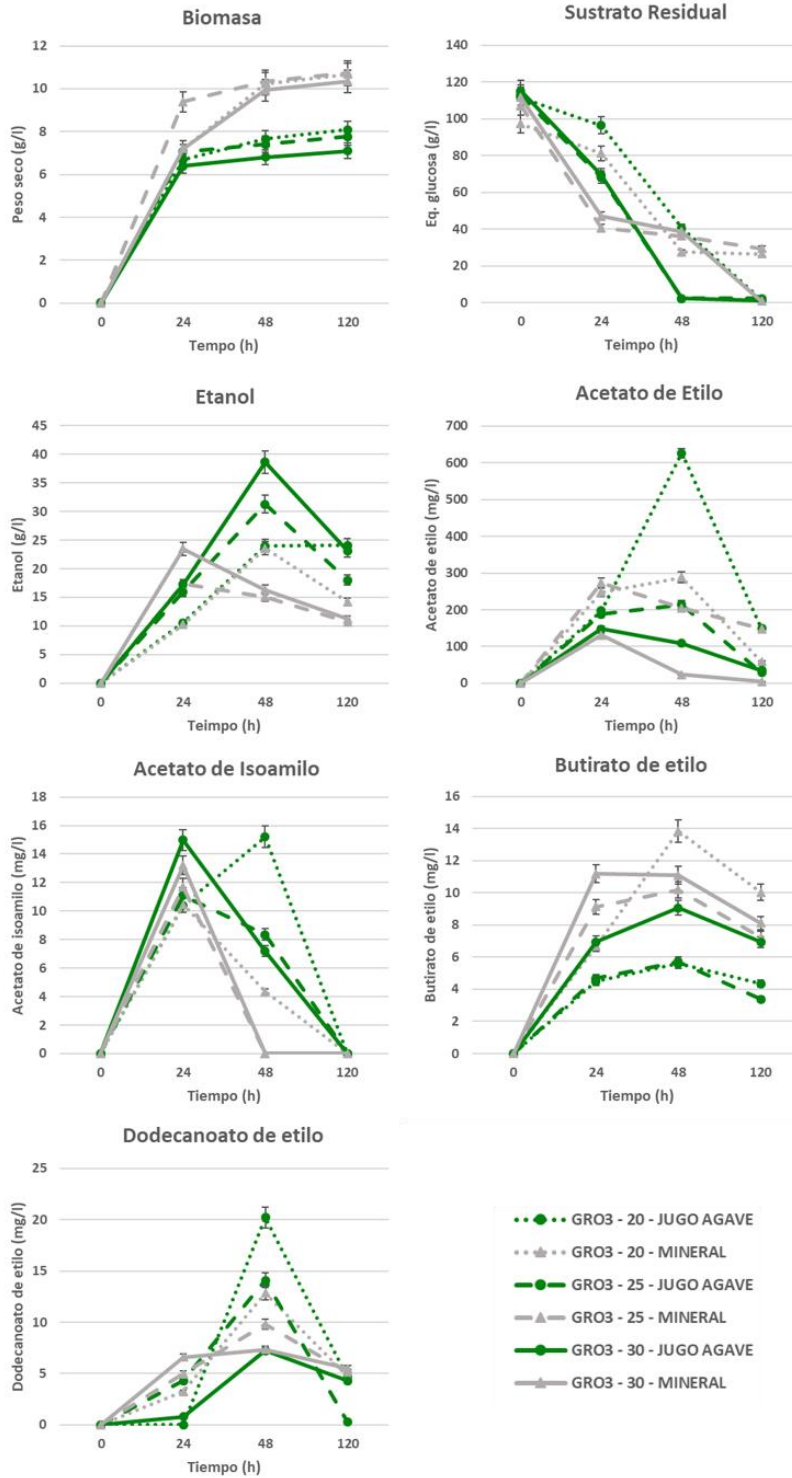 Biomasa
12
10
8
6
4
2
0
Peso seco (g/l)
0 24 48 120
Tempo (h)
Sustrato Residual
140
120
100
80
60
40
20
0
Eq. glucosa (g/l)
0 24 48 120
Teimpo (h)
Etanol
45
40
35
30
25
20
15
10
5
0
Etanol (g/l)
0 24 48 120
Teimpo (h)
Acetato de Etilo
700
600
500
400
300
200
100
0
Acetato de etilo (mg/l)
0 24 48 120
Tiempo (h)
Acetato de Isoamilo
18
16
14
12
10
8
6
4
2
0
Acetato de isoamilo (mg/l)
0 24 48 120
Tiempo (h)
Butirato de etilo
16
14
12
10
8
6
4
2
0
Butirato de etilo (mg/l)
0 24 48 120
Tiempo (h)
Dodecanoato de etilo
25
20
15
10
5
0
Dodecanoato de etilo (mg/l)
0 24 48 120
Tiempo (h)
GRO3 - 20 - JUGO AGAVE
GRO3 - 20 - MINERAL
GRO3 - 25 - JUGO AGAVE
GRO3 - 25 - MINERAL
GRO3 - 30 - JUGO AGAVE
GRO3 - 30 - MINERAL